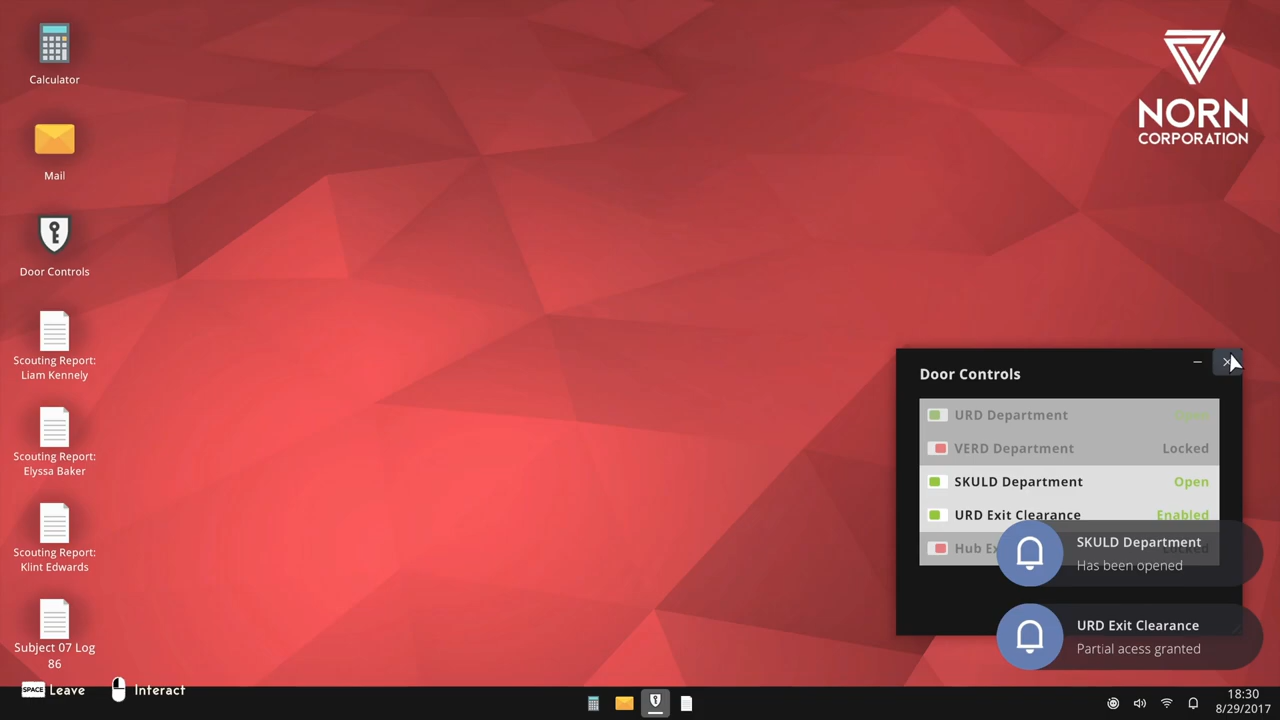 Calculator
Mail
Door Controls
Scouting Report:
Liam Kennely
Scouting Report:
Elyssa Baker
Scouting Report:
Klint Edwards
Subject 07 Log
86
SPACE Leave
Interact
NORN
CORPORATION
Door Controls
URD Department Open
VERD Department Locked
SKULD Department Open
URD Exit Clearance Enabled
Hub Ex
SKULD Department
Has been opened
URD Exit Clearance
Partial acess granted
18:30
8/29/2017